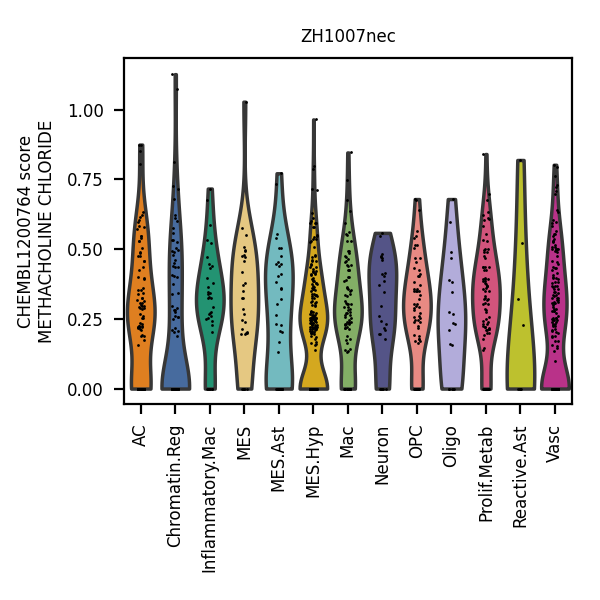 ZH1007nec
CHEMBL1200764 score
METHACHOLINE CHLORIDE
1.00
0.75
0.50
0.25
0.00
AC
Chromatin.Reg
Inflammatory.Mac
MES
MES.Ast
MES.Hyp
Mac
Neuron
OPC
Oligo
Prolif.Metab
Reactive.Ast
Vasc